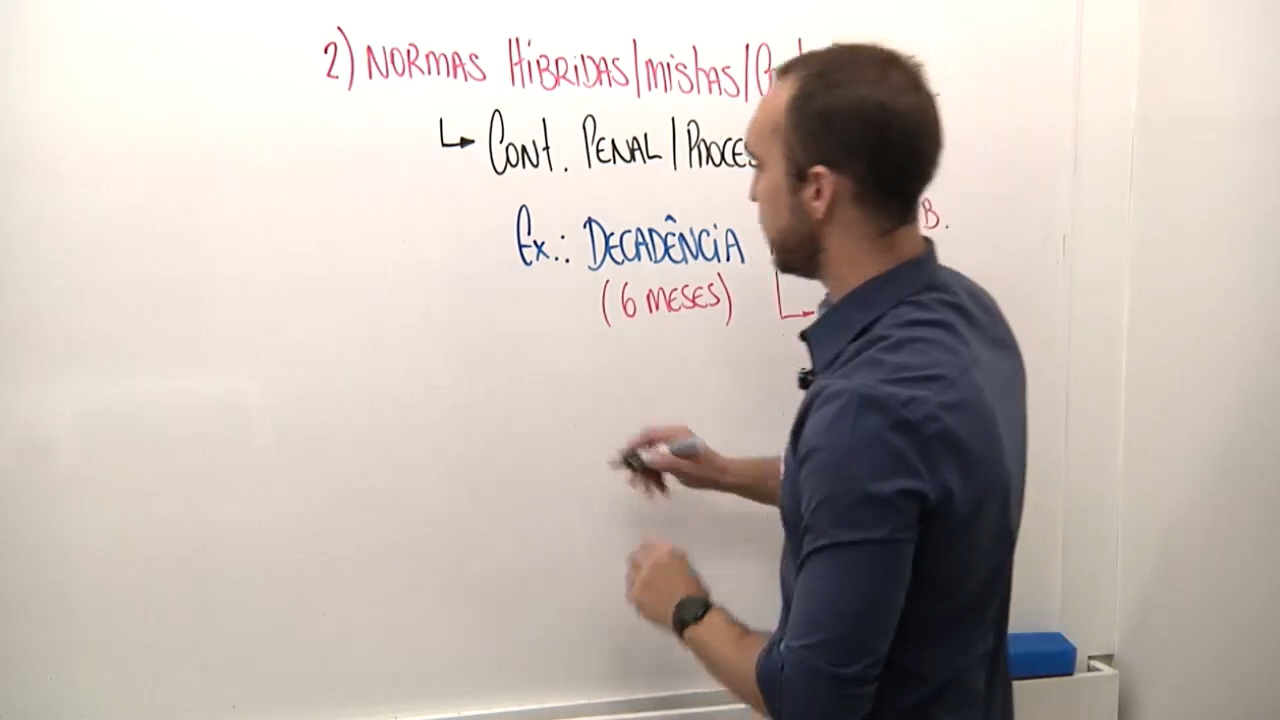 2) NORMAS HÍBRIDAS/MISTAS/
↳ CONT. PENAL / PROCES
EX.: DECADÊNCIA B.
(6 MESES)